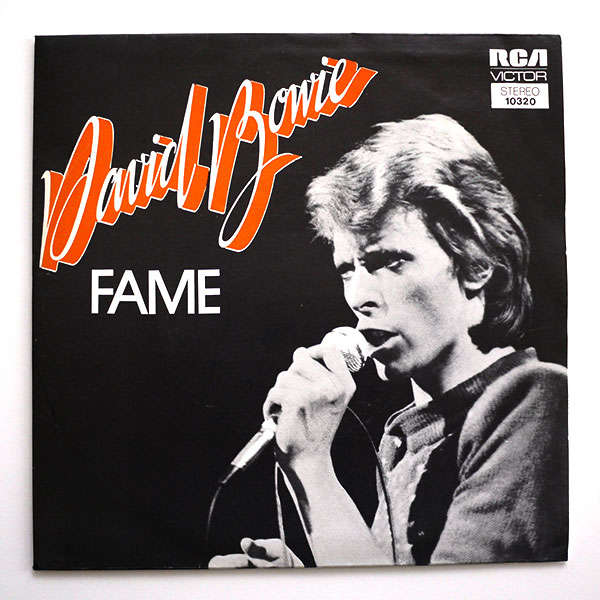 David Bowie
FAME
RCA
VICTOR
STEREO
10320